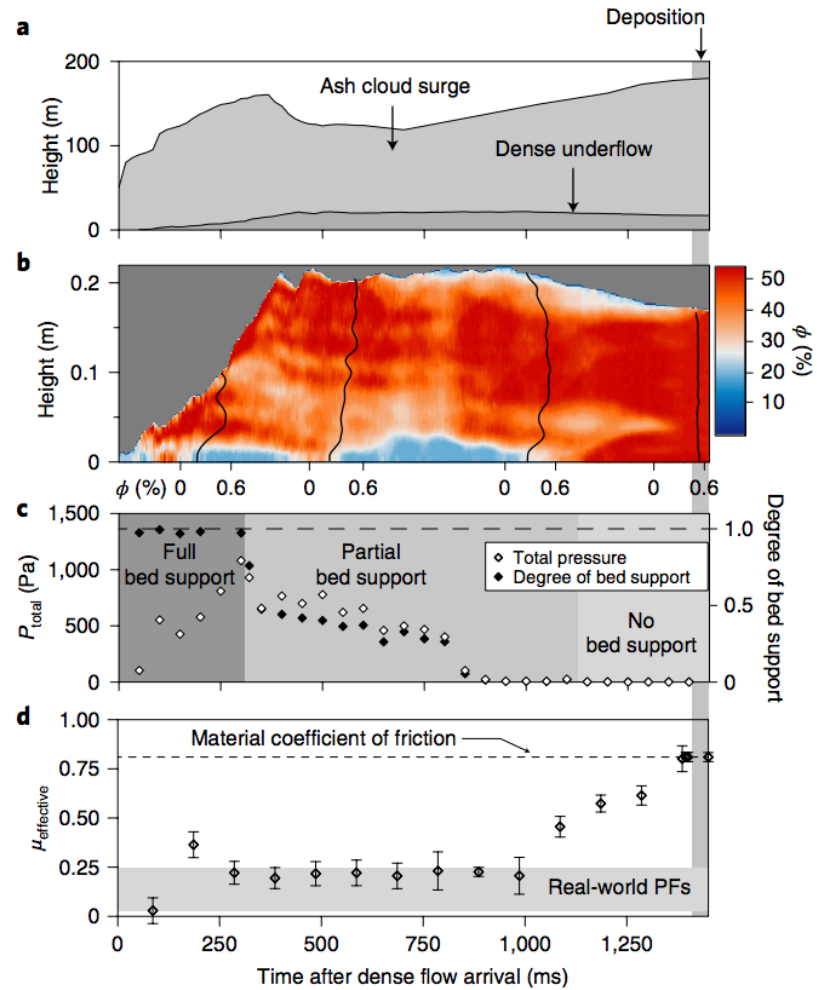 a
Deposition
200
100
0
Height (m)
Ash cloud surge
Dense underflow
b
0.2
0.1
0
Height (m)
50
40
30
20
10
ϕ (%)
ϕ (%) 0 0.6 0 0.6 0 0.6 0 0.6
c
1,500
1,000
500
0
P total (Pa)
Full
bed support
Partial
bed support
No
bed support
Total pressure
Degree of bed support
1.0
0.5
0
Degree of bed support
d
1.00
0.75
0.50
0.25
0
μ effective
Material coefficient of friction
Real-world PFs
0 250 500 750 1,000 1,250
Time after dense flow arrival (ms)